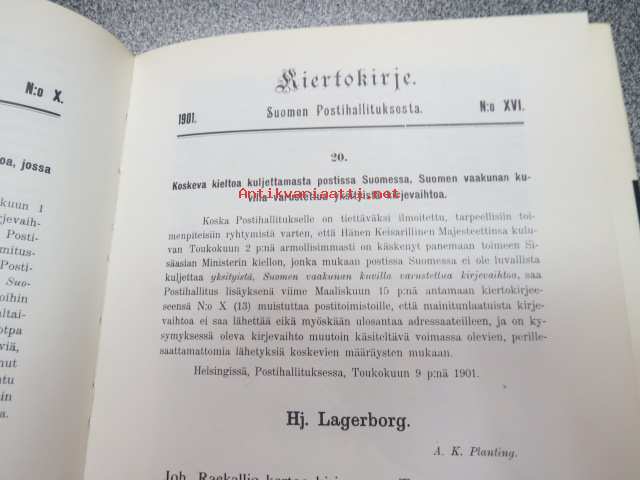 N:o X.
oa, jossa
kuun 1
rjevaih-
Posti-
mitus-
Posti-
Suo-
oihin
altai-
otpa
viä,
ntu
sin
a.
Kiertokirje.
1901. Suomen Postihallituksesta. N:o XVI.
20.
Koskeva kieltoa kuljettamasta postissa Suomessa, Suomen vaakunan ku-
villa varustettua yksityistä kirjevaihtoa.
Antikvariaatti.net
Koska Postihallitukselle on tiettäväksi ilmoitettu, tarpeellisiin toi-
menpiteisiin ryhtymistä varten, että Hänen Keisarillinen Majesteettinsa kulu-
van Toukokuun 2 p:nä armollisimmasti on käskenyt panemaan toimeen Si-
säasian Ministerin kiellon, jonka mukaan postissa Suomessa ei ole luvallista
kuljettaa yksityistä, Suomen vaakunan kuvilla varustettua kirjevaihtoa, saa
Postihallitus lisäyksenä viime Maaliskuun 15 p:nä antamaan kiertokirjee-
seensä N:o X (13) muistuttaa postitoimistoille, että mainitunlaatuista kirje-
vaihtoa ei saa lähettää eikä myöskään ulosantaa adressaateilleen, ja on ky-
symyksessä oleva kirjevaihto muutoin käsiteltävä voimassa olevien, perille-
saattamattomia lähetyksiä koskevien määräysten mukaan.
Helsingissä, Postihallituksessa, Toukokuun 9 p:nä 1901.
Hj. Lagerborg.
A. K. Planting.